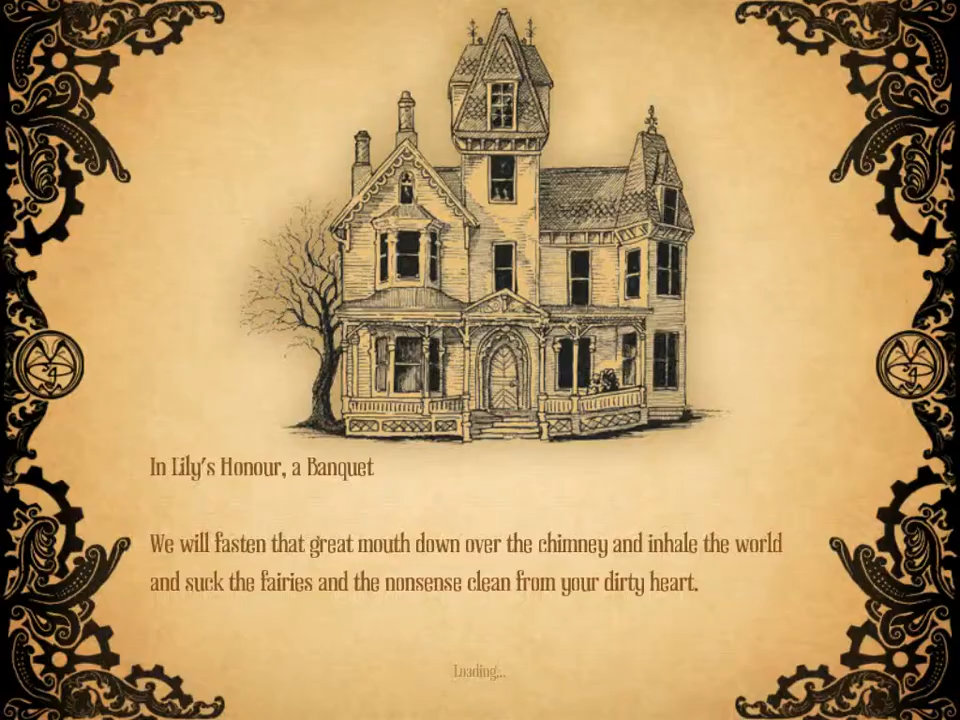 In Lily's Honour, a Banquet
We will fasten that great mouth down over the chimney and inhale the world
and suck the fairies and the nonsense clean from your dirty heart.
Loading...